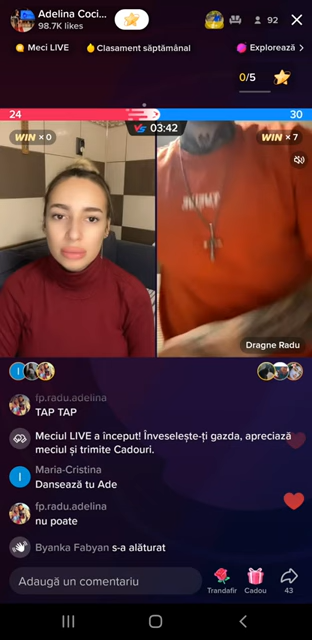 Adelina Coci...
98.7K likes
92
Meci LIVE
Clasament săptămânal
Explorează
0/5
24
30
VS 03:42
WIN × 0
WIN × 7
Dragne Radu
fp.radu.adelina
TAP TAP
Meciul LIVE a început! Înveselește-ți gazda, apreciază
meciul și trimite Cadouri.
Maria-Cristina
Dansează tu Ade
fp.radu.adelina
nu poate
Byanka Fabyan s-a alăturat
Adaugă un comentariu
Trandafir
Cadou
43